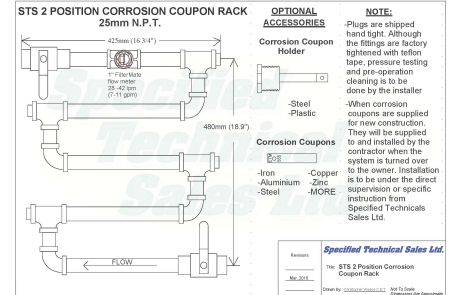 STS 2 POSITION CORROSION COUPON RACK
25mm N.P.T.
425mm (16 3/4")
1" FilterMate
flow meter
28 -42 lpm
(7-11 gpm)
480mm (18.9")
FLOW
OPTIONAL
ACCESSORIES
Corrosion Coupon
Holder
-Steel
-Plastic
Corrosion Coupons
-Iron -Copper
-Aluminium -Zinc
-Steel -MORE
NOTE:
-Plugs are shipped
hand tight. Although
the fittings are factory
tightened with teflon
tape, pressure testing
and pre-operation
cleaning is to be
done by the installer
-When corrosion
coupons are supplied
for new construction.
They will be supplied
to and installed by the
contractor when the
system is turned over
to the owner. Installation
is to be under the direct
supervision or specific
instruction from
Specified Technicals
Sales Ltd.
Specified
Technical
Sales Ltd.
Revisions
Mar, 2010
Specified Technical Sales Ltd.
Title: STS 2 Position Corrosion
Coupon Rack
Drawn by: Christopher Weese C.E.T. Not To Scale
Dimensions Are Approximate